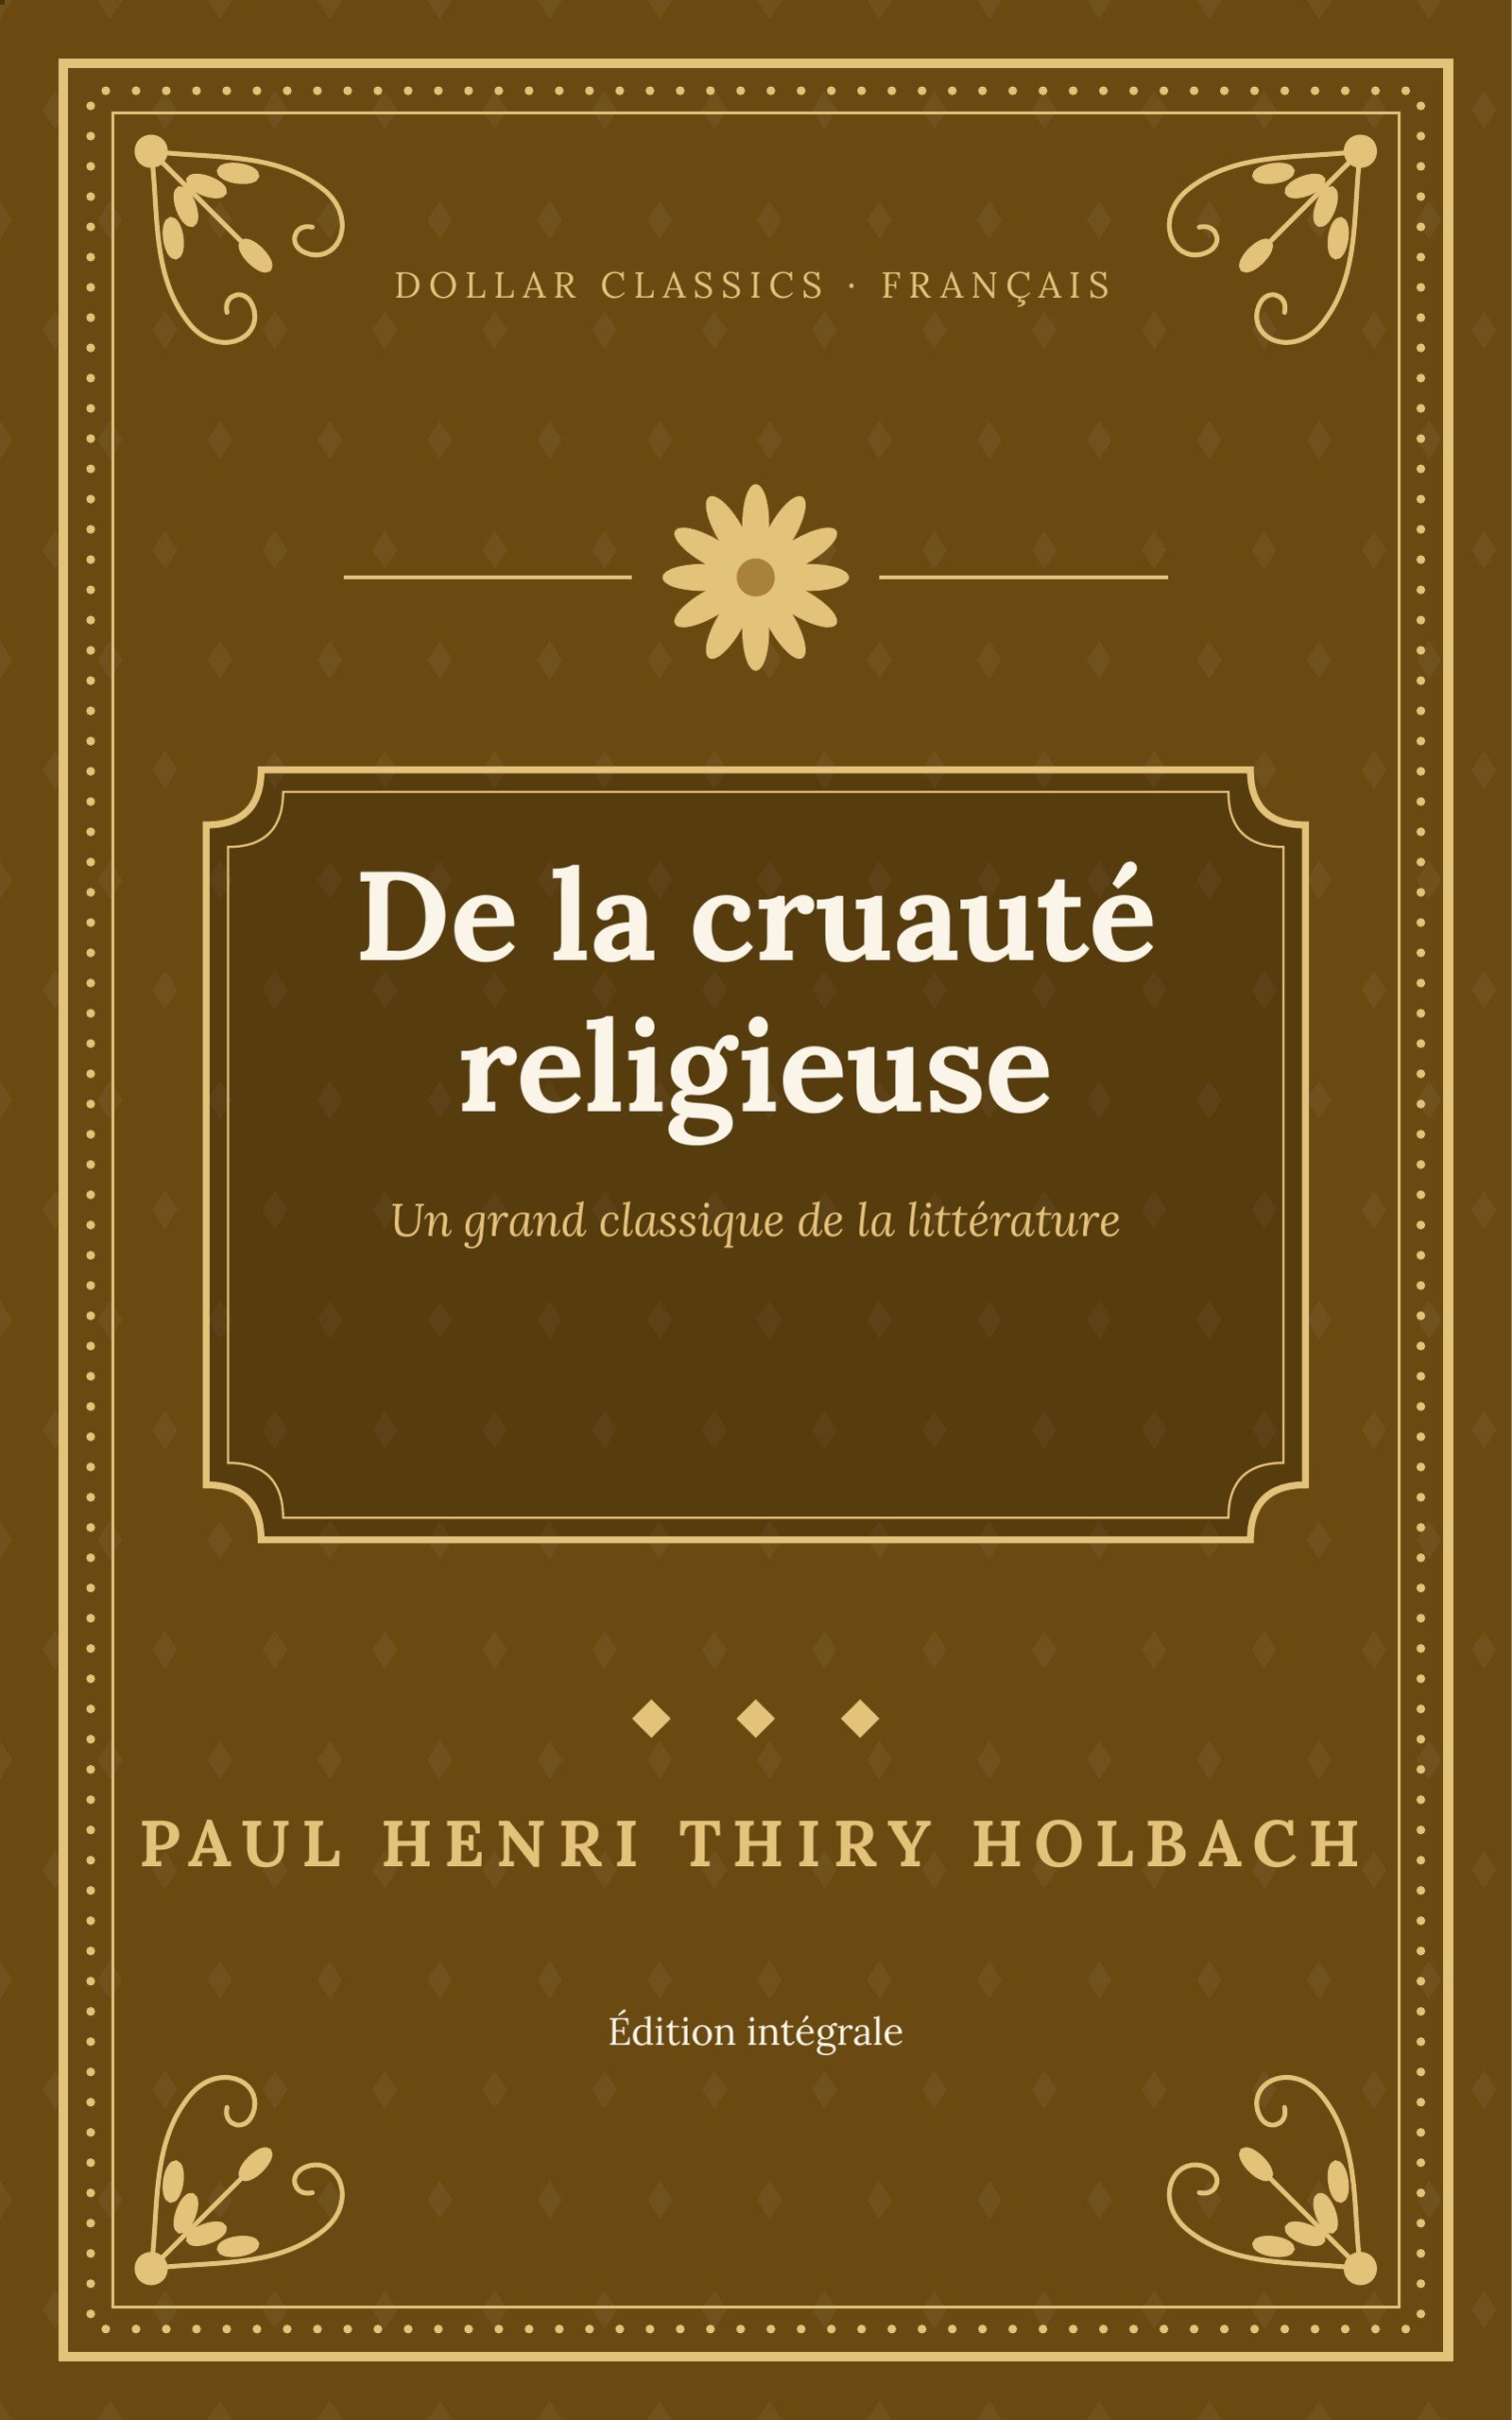 DOLLAR CLASSICS · FRANÇAIS
De la cruauté
religieuse
Un grand classique de la littérature
PAUL HENRI THIRY HOLBACH
Édition intégrale